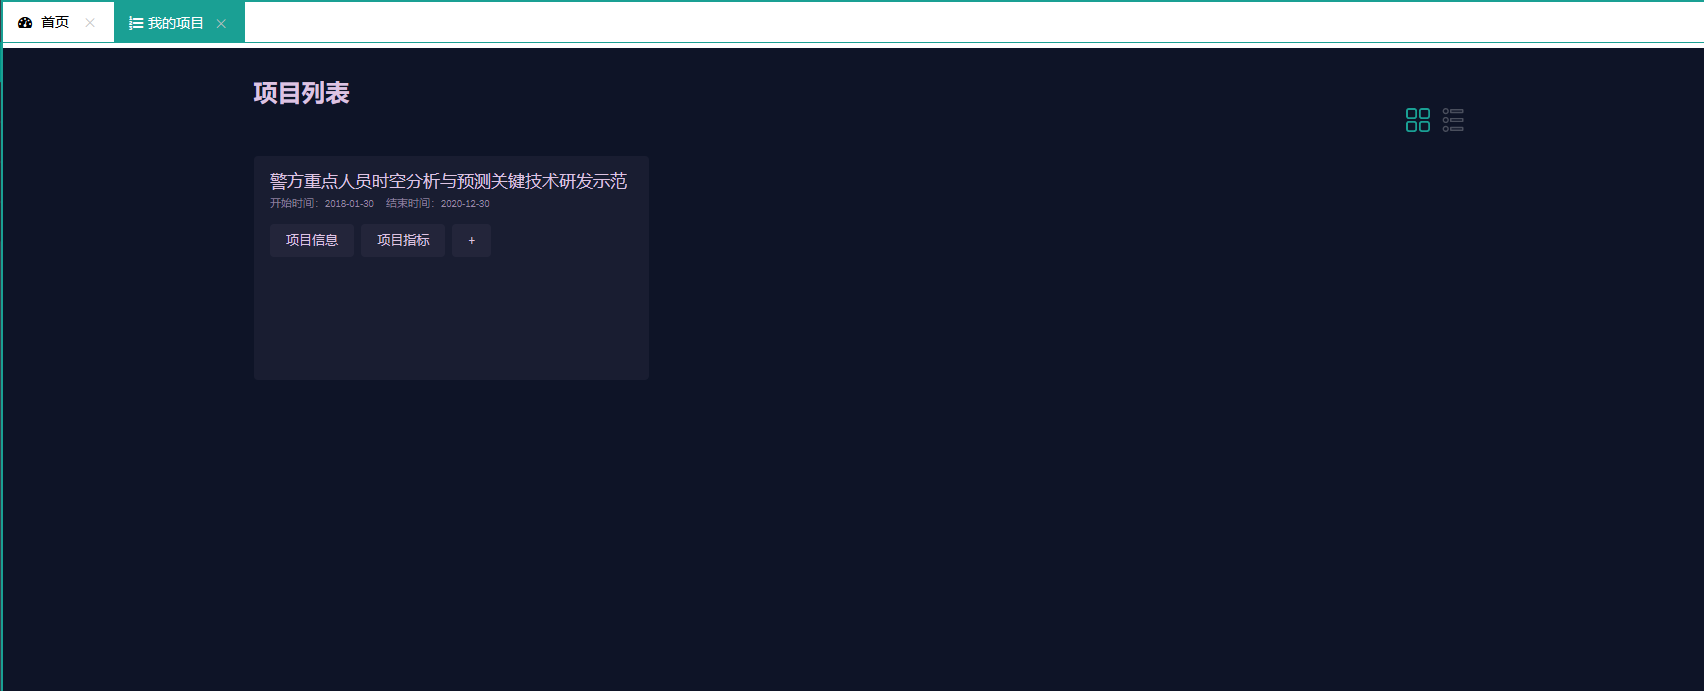 首页
我的项目
项目列表
警方重点人员时空分析与预测关键技术研发示范
开始时间：2018-01-30 结束时间：2020-12-30
项目信息 项目指标 +